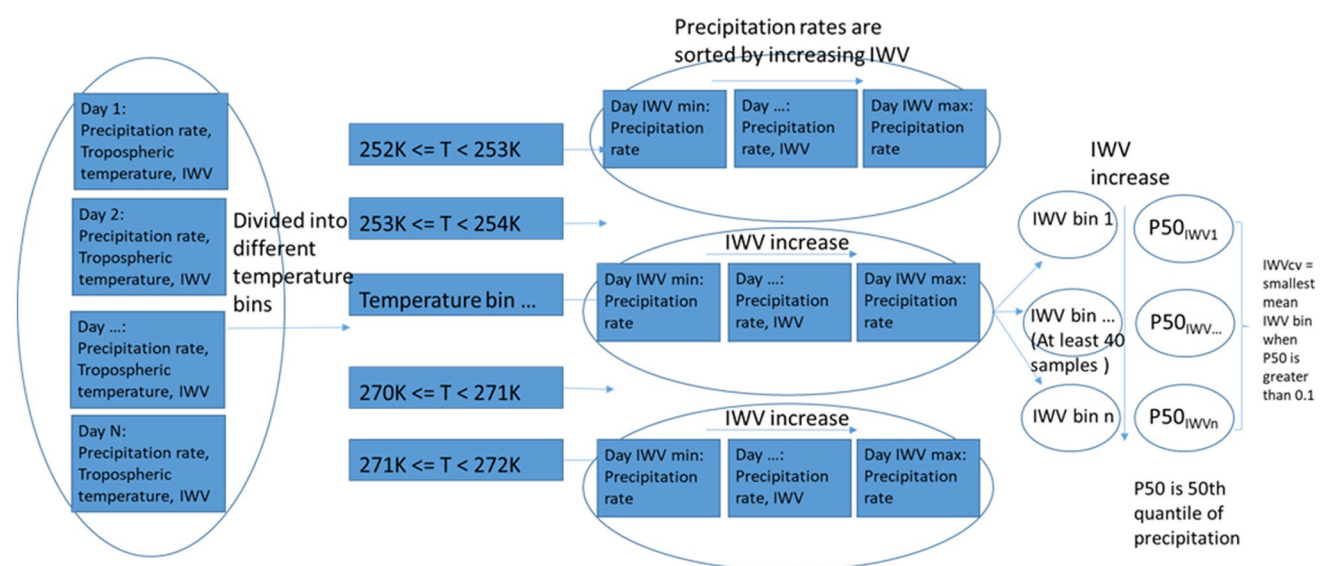 Precipitation rates are
sorted by increasing IWV
Day 1:
Precipitation rate,
Tropospheric
temperature, IWV
Day 2:
Precipitation rate,
Tropospheric
temperature, IWV
Day ...:
Precipitation rate,
Tropospheric
temperature, IWV
Day N:
Precipitation rate,
Tropospheric
temperature, IWV
Divided into
different
temperature
bins
252K <= T < 253K
253K <= T < 254K
Temperature bin ...
270K <= T < 271K
271K <= T < 272K
Day IWV min:
Precipitation
rate
Day ...:
Precipitation
rate, IWV
Day IWV max:
Precipitation
rate
IWV increase
Day IWV min:
Precipitation
rate
Day ...:
Precipitation
rate, IWV
Day IWV max:
Precipitation
rate
IWV increase
Day IWV min:
Precipitation
rate
Day ...:
Precipitation
rate, IWV
Day IWV max:
Precipitation
rate
IWV
increase
IWV bin 1
IWV bin ...
(At least 40
samples )
IWV bin n
P50IWV1
P50IWV...
P50IWVn
IWVcv =
smallest
mean
IWV bin
when
P50 is
greater
than 0.1
P50 is 50th
quantile of
precipitation